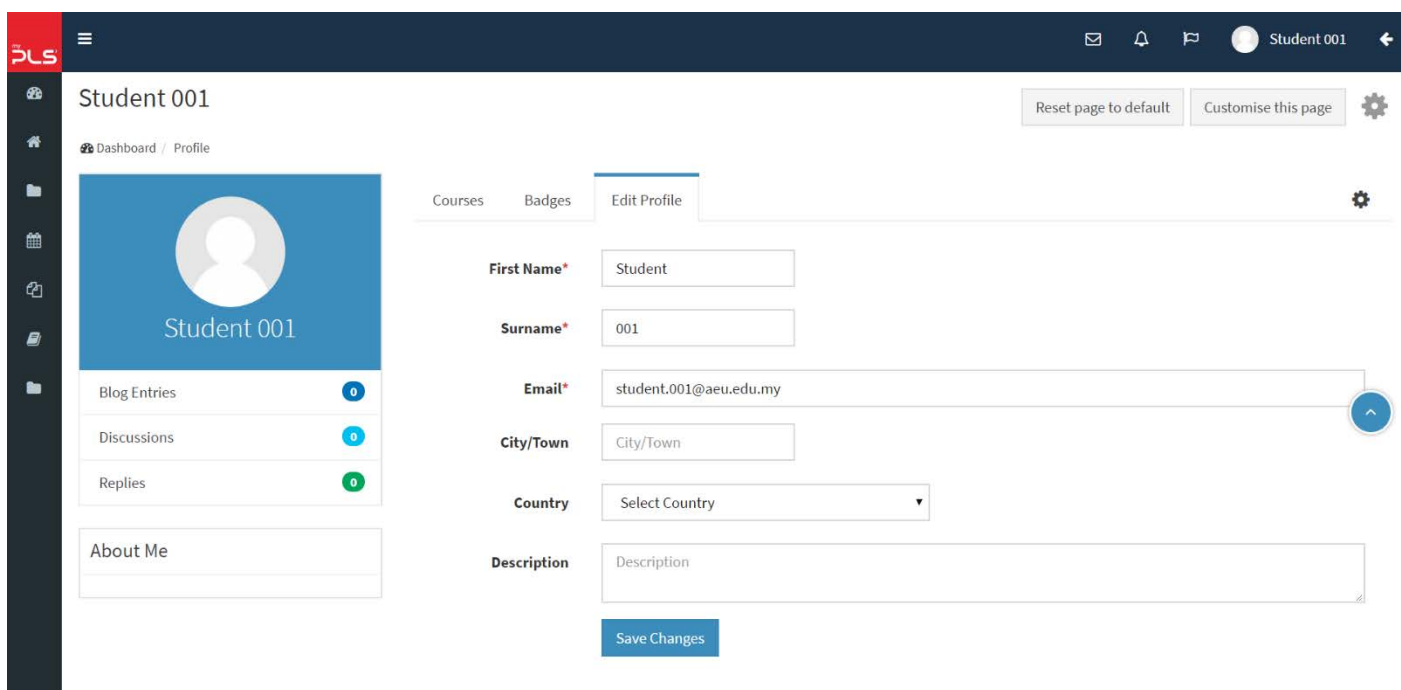 my
PLS
Student 001
Student 001
Reset page to default
Customise this page
Dashboard / Profile
Student 001
Blog Entries 0
Discussions 0
Replies 0
About Me
Courses Badges Edit Profile
First Name* Student
Surname* 001
Email* student.001@aeu.edu.my
City/Town City/Town
Country Select Country
Description Description
Save Changes